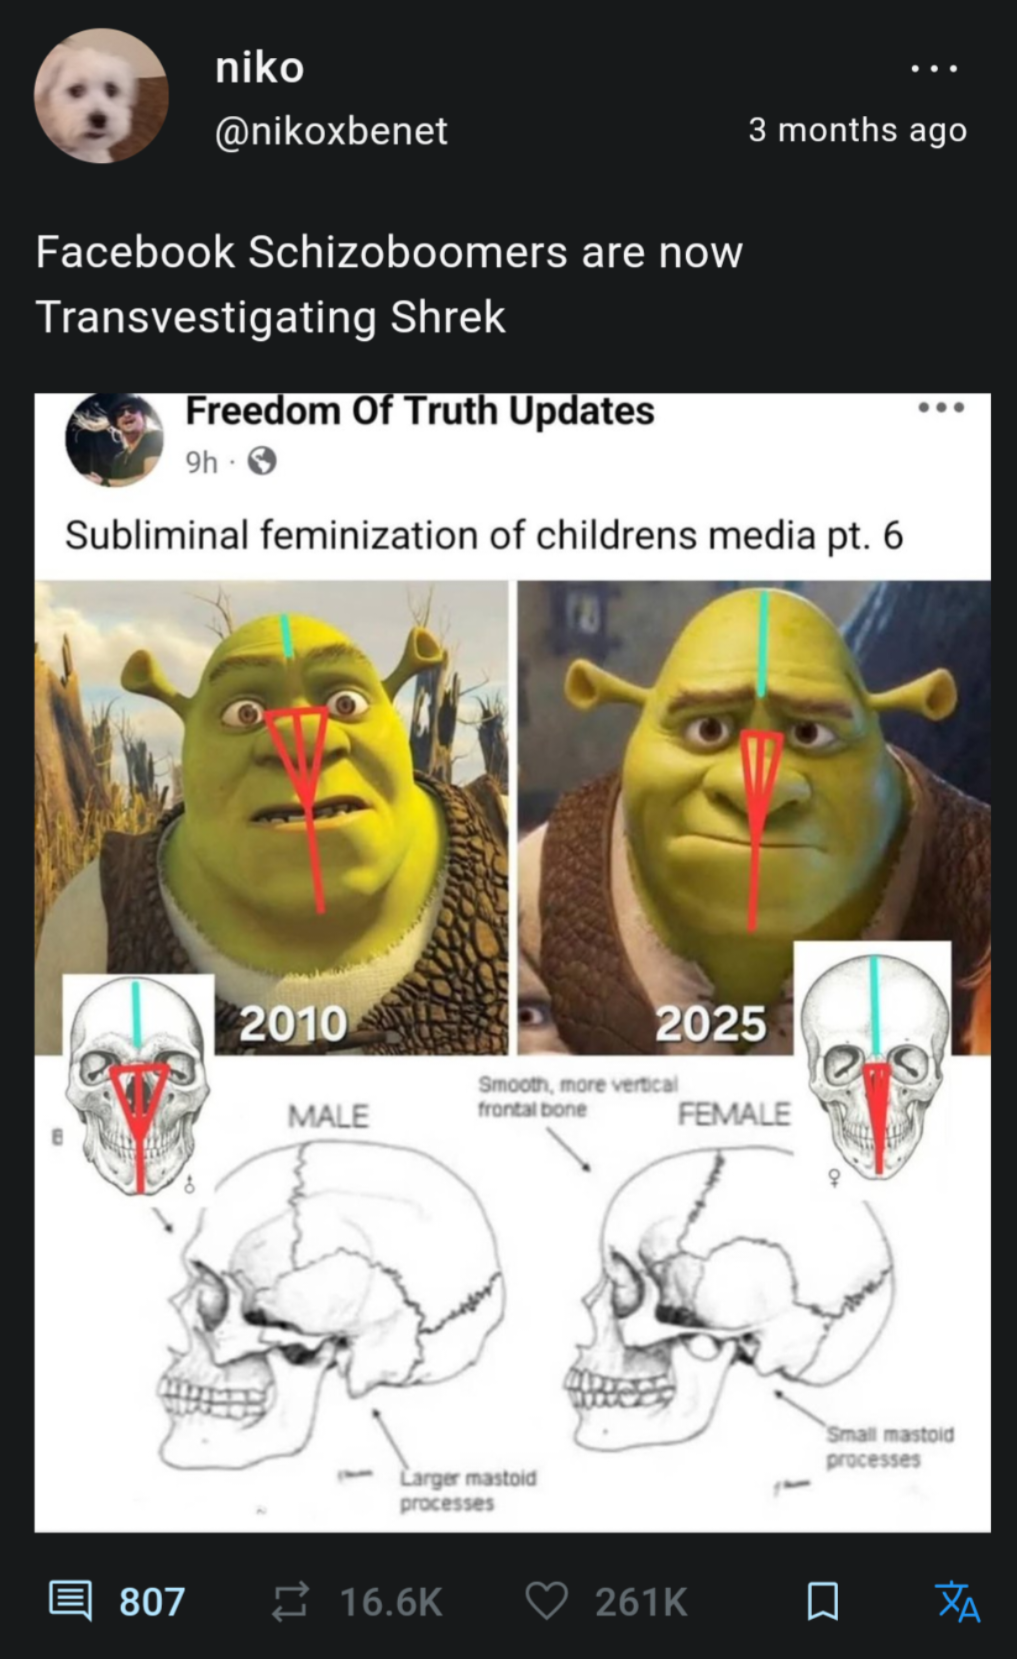 niko
@nikoxbenet
3 months ago
Facebook Schizoboomers are now
Transvestigating Shrek
Freedom Of Truth Updates
9h ·
Subliminal feminization of childrens media pt. 6
2010
2025
MALE
Smooth, more vertical
frontal bone
FEMALE
B
♂
♀
Larger mastoid
processes
Small mastoid
processes
807
16.6K
261K